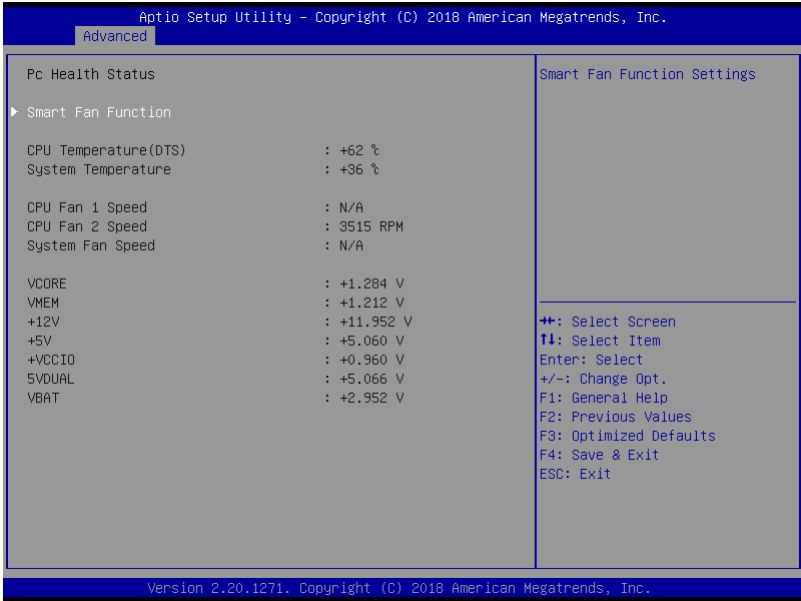 Aptio Setup Utility – Copyright (C) 2018 American Megatrends, Inc.
Advanced
Pc Health Status
Smart Fan Function Settings
▶ Smart Fan Function
CPU Temperature(DTS) : +62 ℃
System Temperature : +36 ℃
CPU Fan 1 Speed : N/A
CPU Fan 2 Speed : 3515 RPM
System Fan Speed : N/A
VCORE : +1.284 V
VMEM : +1.212 V
+12V : +11.952 V
+5V : +5.060 V
+VCCIO : +0.960 V
5VDUAL : +5.066 V
VBAT : +2.952 V
→←: Select Screen
↑↓: Select Item
Enter: Select
+/-: Change Opt.
F1: General Help
F2: Previous Values
F3: Optimized Defaults
F4: Save & Exit
ESC: Exit
Version 2.20.1271. Copyright (C) 2018 American Megatrends, Inc.